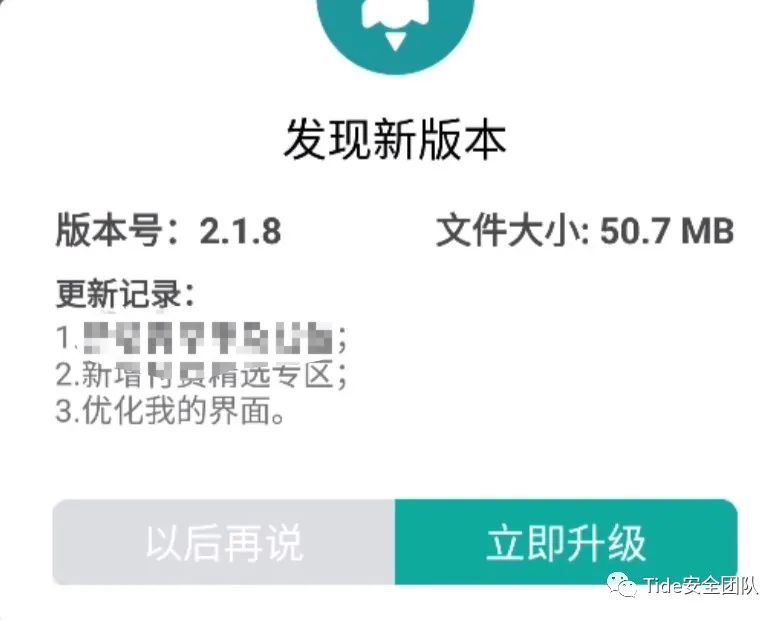 发现新版本
版本号：2.1.8
文件大小: 50.7 MB
更新记录：
1.
;
2.新增付费精选专区；
3.优化我的界面。
以后再说
立即升级
Tide安全团队